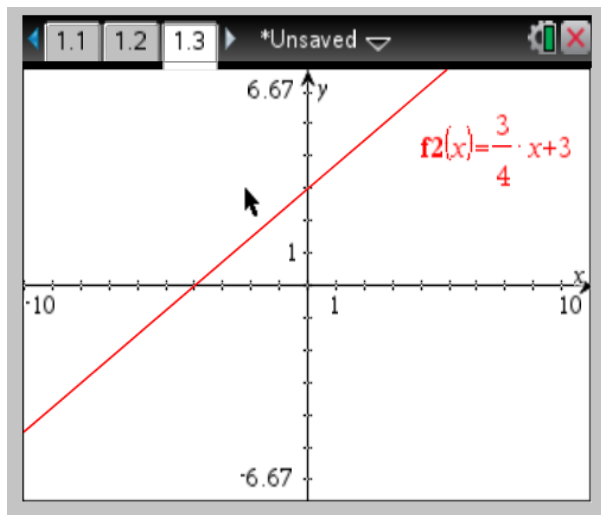 1.1 1.2 1.3 *Unsaved
6.67 y
f2(x)=3/4 · x+3
1
x
-10 1 10
-6.67